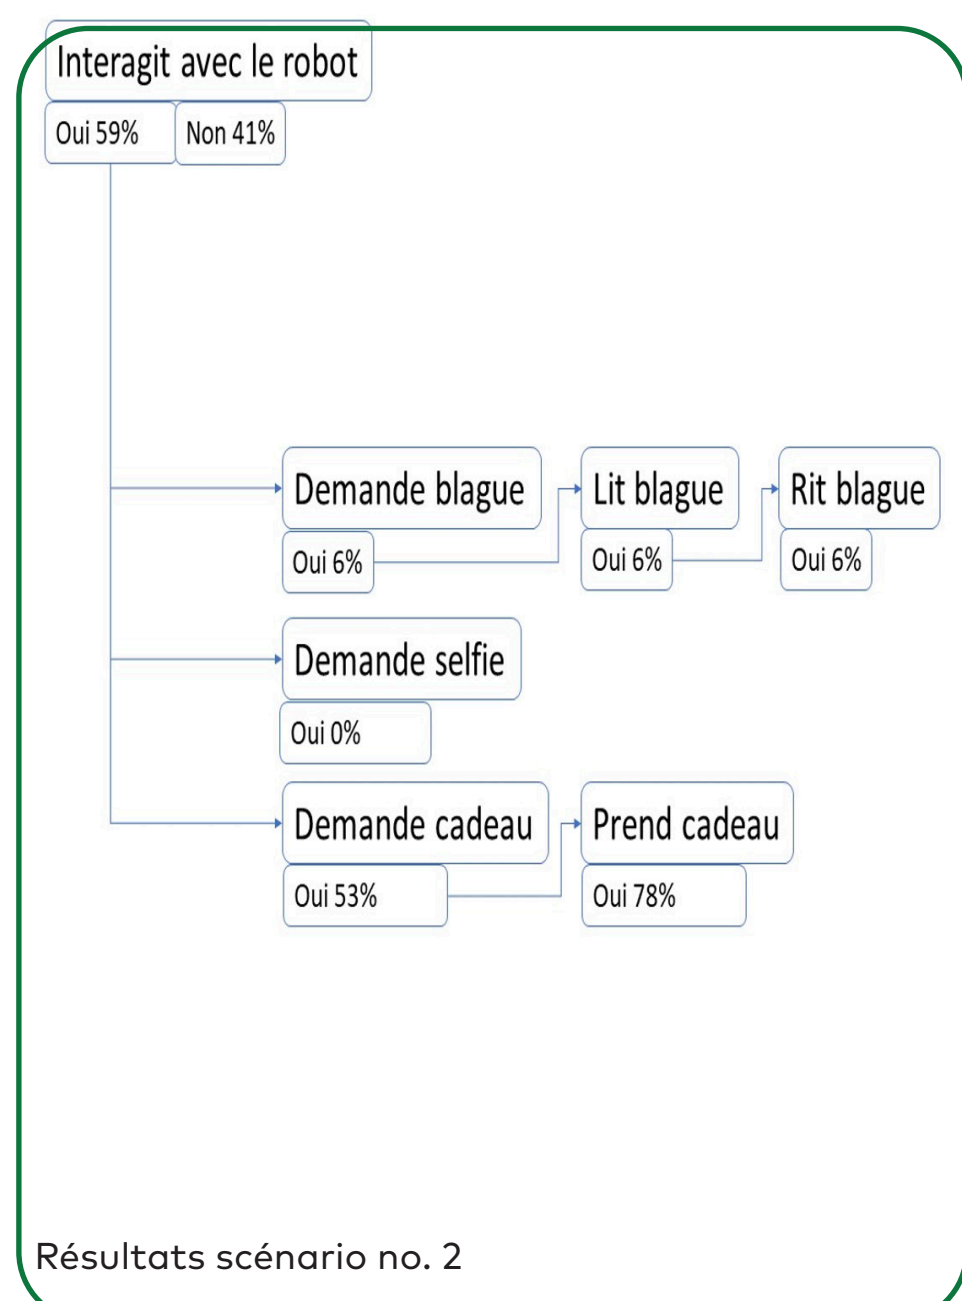 Interagit avec le robot
Oui 59% Non 41%
Demande blague Lit blague Rit blague
Oui 6% Oui 6% Oui 6%
Demande selfie
Oui 0%
Demande cadeau Prend cadeau
Oui 53% Oui 78%
Résultats scénario no. 2